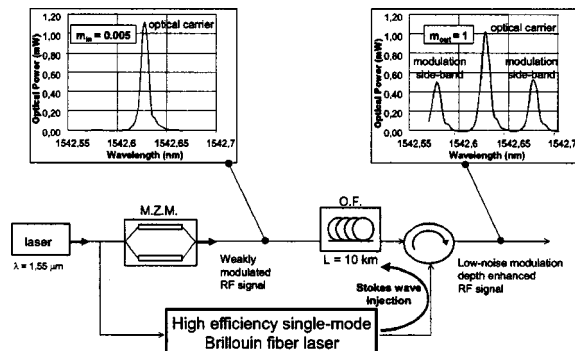 optical carrier
m_in = 0.005
Optical Power (mW)
1,20
1,00
0,80
0,60
0,40
0,20
0,00
1542,55
1542,6
1542,65
1542,7
Wavelength (nm)
optical carrier
m_out = 1
modulation
side-band
modulation
side-band
Optical Power (mW)
1,20
1,00
0,80
0,60
0,40
0,20
0,00
1542,55
1542,6
1542,65
1542,7
Wavelength (nm)
M.Z.M.
O.F.
laser
λ = 1,55 µm
Weakly
modulated
RF signal
L = 10 km
Stokes wave
injection
Low-noise modulation
depth enhanced
RF signal
High efficiency single-mode
Brillouin fiber laser